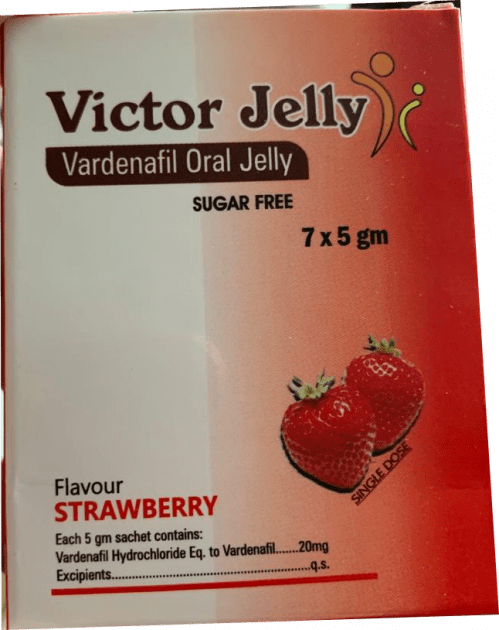 Victor Jelly
Vardenafil Oral Jelly
SUGAR FREE
7 x 5 gm
SINGLE DOSE
Flavour
STRAWBERRY
Each 5 gm sachet contains:
Vardenafil Hydrochloride Eq. to Vardenafil.......20mg
Excipients............................................................q.s.